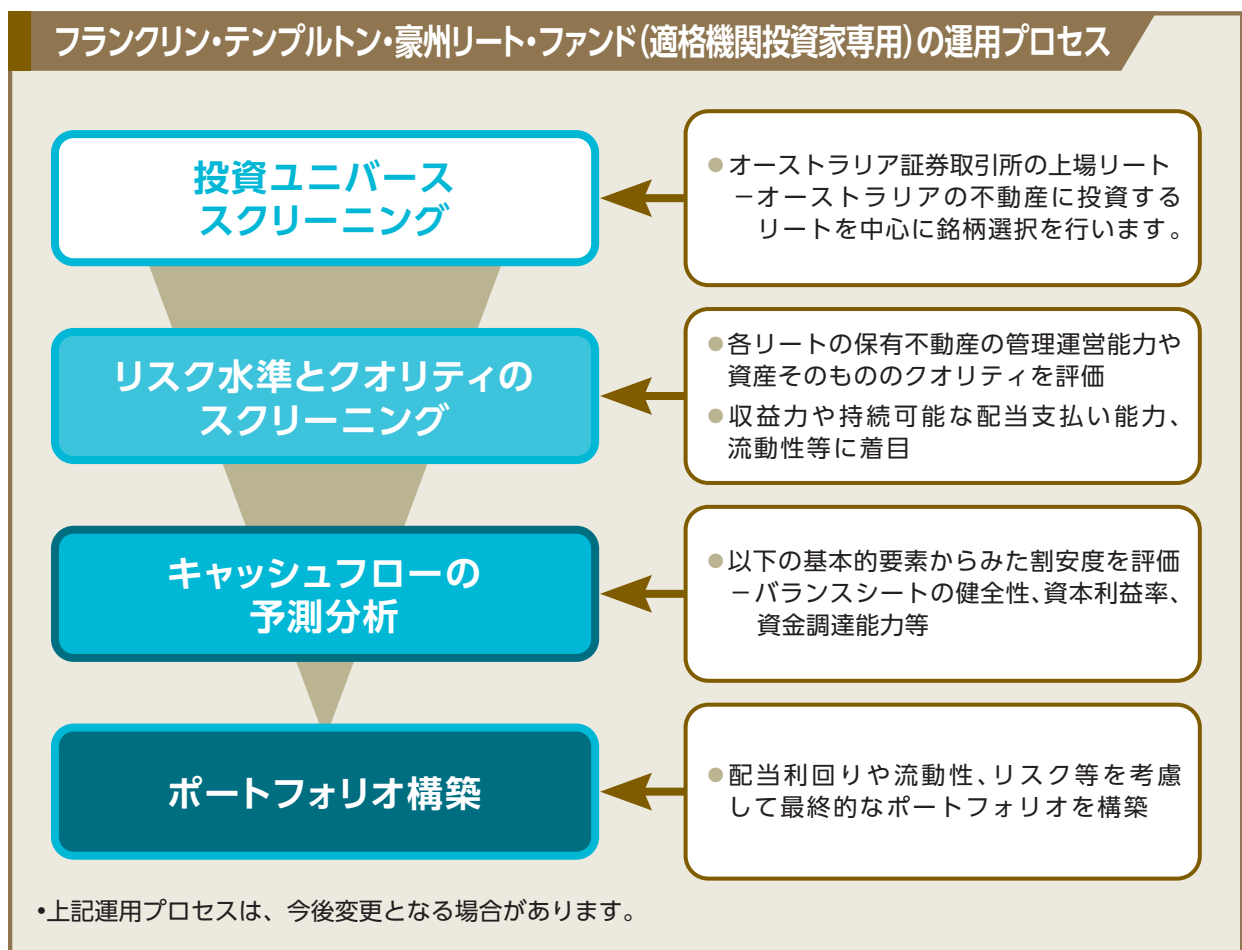 フランクリン・テンプルトン・豪州リート・ファンド(適格機関投資家専用)の運用プロセス
投資ユニバース
スクリーニング
●オーストラリア証券取引所の上場リート
－オーストラリアの不動産に投資する
リートを中心に銘柄選択を行います。
リスク水準とクオリティの
スクリーニング
●各リートの保有不動産の管理運営能力や
資産そのもののクオリティを評価
●収益力や持続可能な配当支払い能力、
流動性等に着目
キャッシュフローの
予測分析
●以下の基本的要素からみた割安度を評価
－バランスシートの健全性、資本利益率、
資金調達能力等
ポートフォリオ構築
●配当利回りや流動性、リスク等を考慮
して最終的なポートフォリオを構築
•上記運用プロセスは、今後変更となる場合があります。